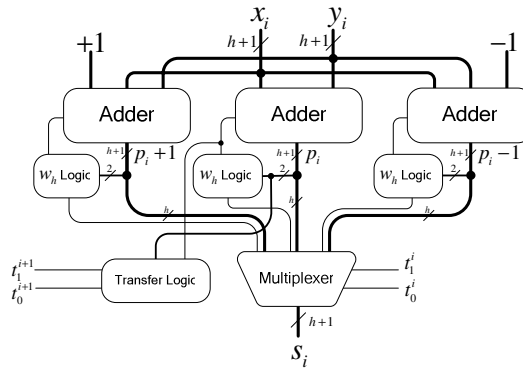 x_i y_i
+1 h+1 h+1 −1
Adder Adder Adder
h+1 p_i +1 h+1 p_i h+1 p_i −1
w_h Logic 2 w_h Logic 2 w_h Logic 2
h h h
t_1^{i+1} Transfer Logic Multiplexer t_1^i
t_0^{i+1} t_0^i
h+1
s_i